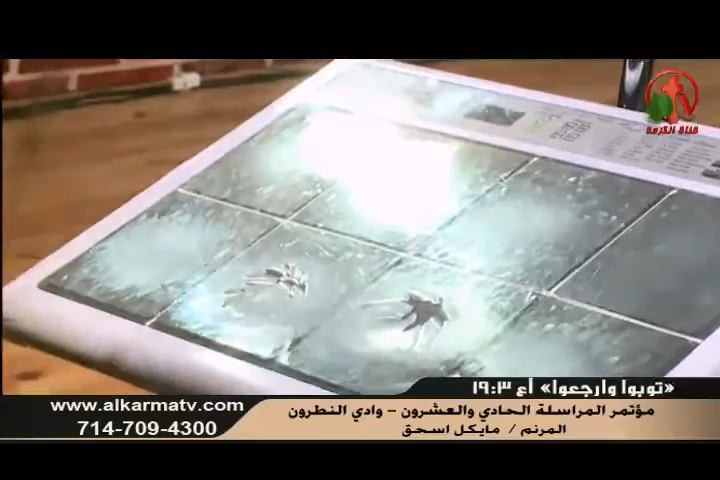 قناة الكرمة
«توبوا وارجعوا» أع ١٩:٣
www.alkarmatv.com
مؤتمر المراسلة الحادي والعشرون – وادي النطرون
714-709-4300
المرنم / مايكل اسحق